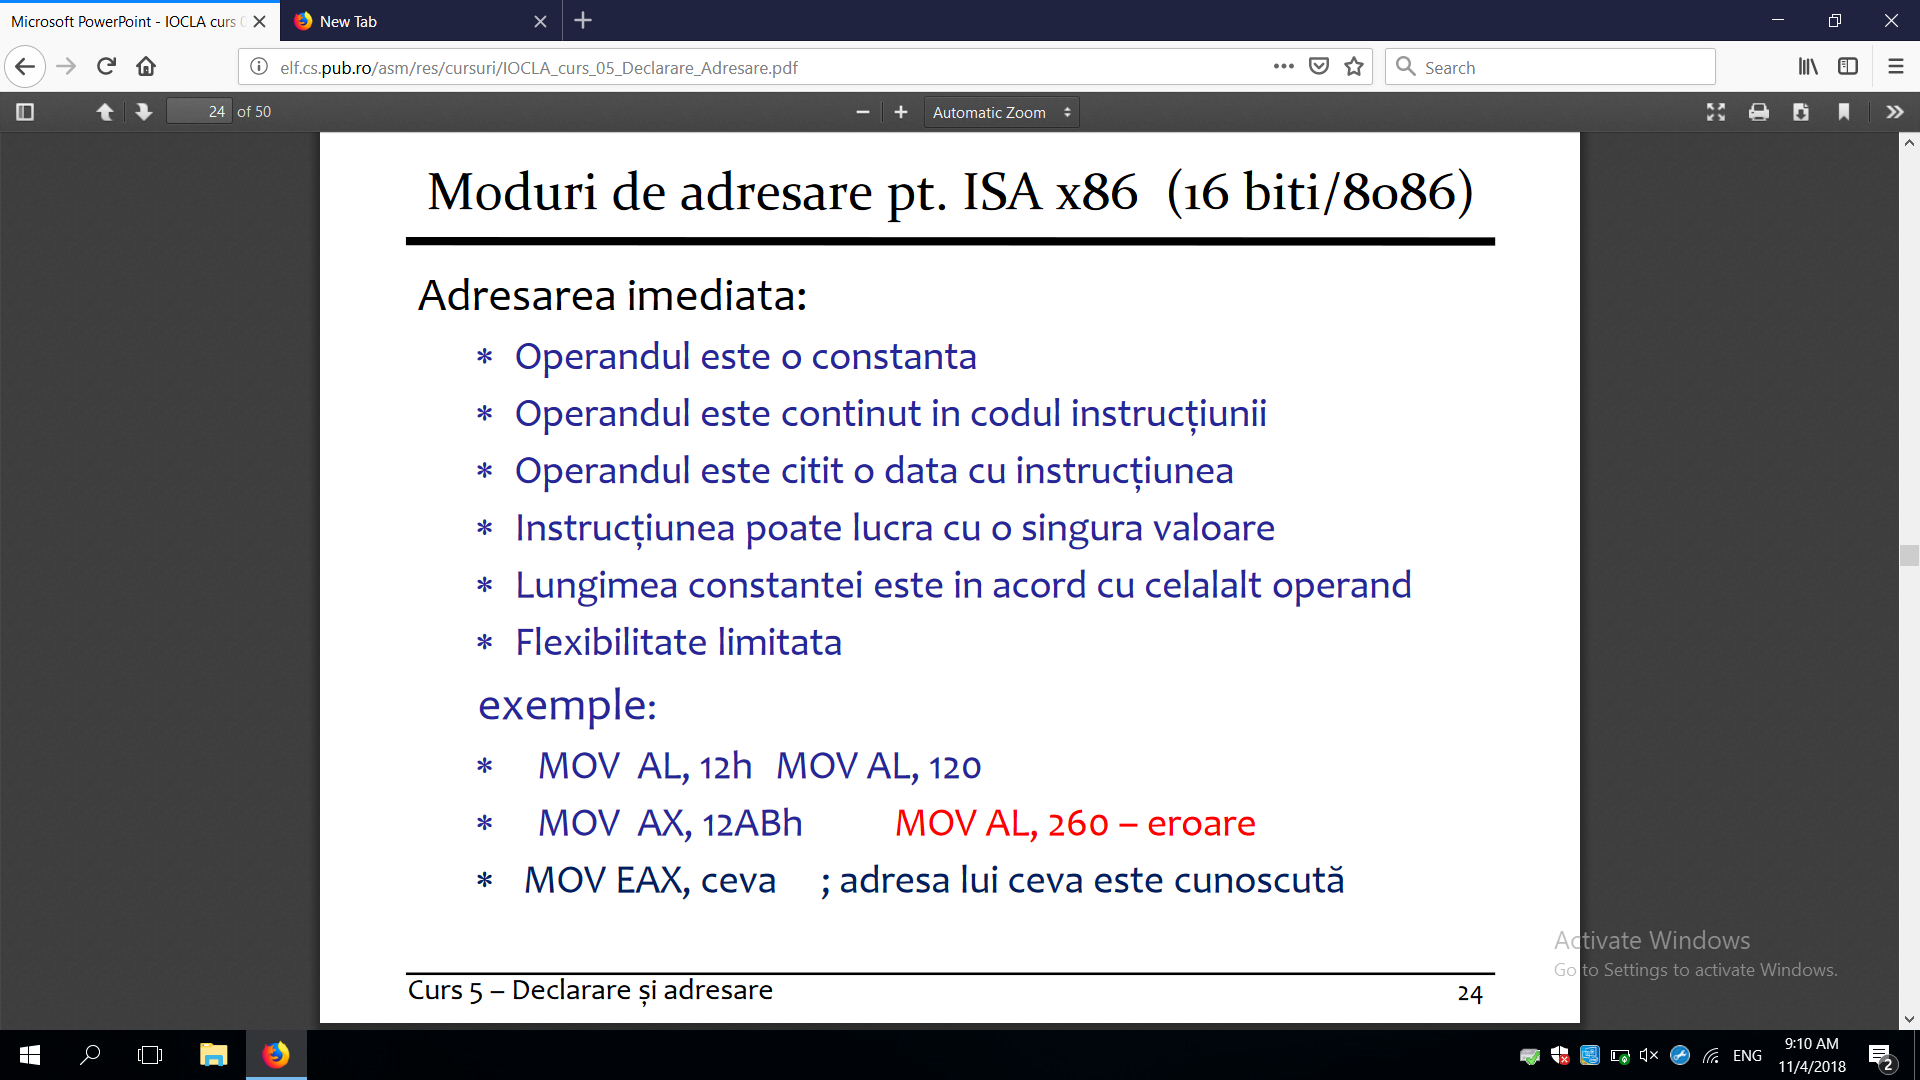 Microsoft PowerPoint - IOCLA curs
New Tab
elf.cs.pub.ro/asm/res/cursuri/IOCLA_curs_05_Declarare_Adresare.pdf
Search
24 of 50
Automatic Zoom
Moduri de adresare pt. ISA x86 (16 biti/8086)
Adresarea imediata:
* Operandul este o constanta
* Operandul este continut in codul instrucțiunii
* Operandul este citit o data cu instrucțiunea
* Instrucțiunea poate lucra cu o singura valoare
* Lungimea constantei este in acord cu celalalt operand
* Flexibilitate limitata
exemple:
* MOV AL, 12h MOV AL, 120
* MOV AX, 12ABh MOV AL, 260 – eroare
* MOV EAX, ceva ; adresa lui ceva este cunoscută
Activate Windows
Go to Settings to activate Windows.
Curs 5 – Declarare și adresare
24
ENG
9:10 AM
11/4/2018
2